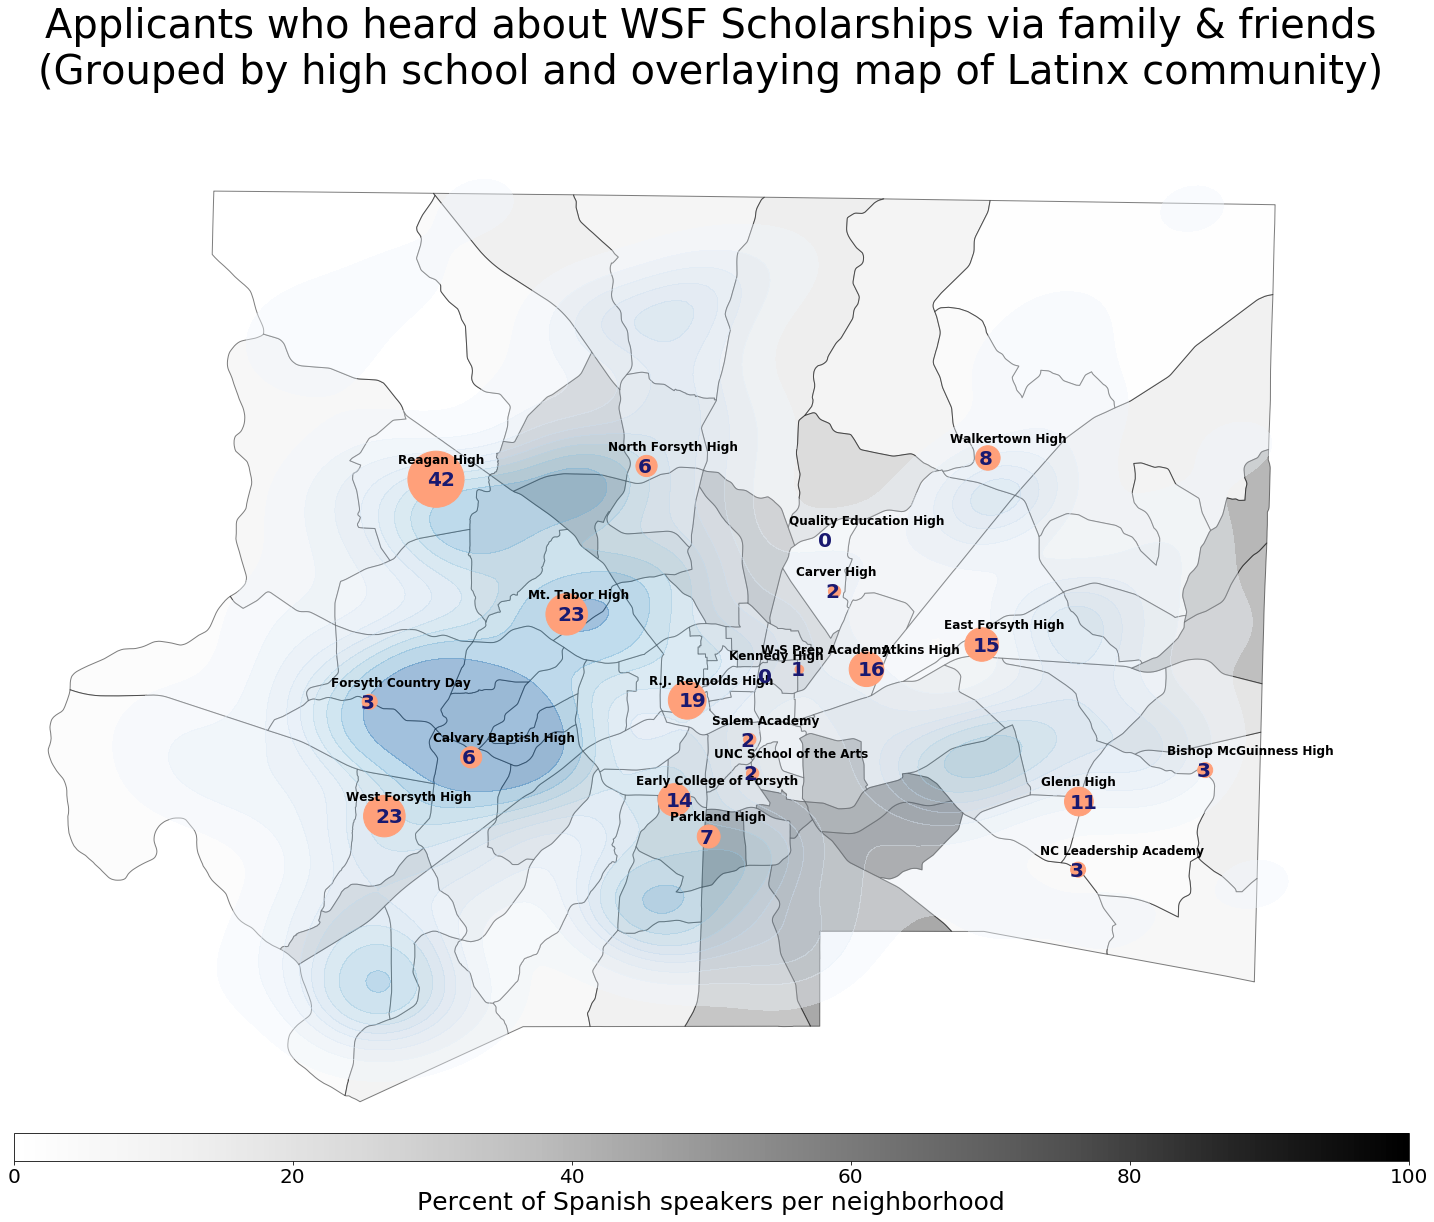 Applicants who heard about WSF Scholarships via family & friends
(Grouped by high school and overlaying map of Latinx community)
North Forsyth High
6
Walkertown High
8
Reagan High
42
Quality Education High
0
Carver High
2
Mt. Tabor High
23
East Forsyth High
15
W-S Prep Academy
1
Atkins High
16
Kennedy High
0
R.J. Reynolds High
19
Forsyth Country Day
3
Salem Academy
2
Calvary Baptish High
6
UNC School of the Arts
2
Bishop McGuinness High
3
Early College of Forsyth
14
Glenn High
11
West Forsyth High
23
Parkland High
7
NC Leadership Academy
3
0 20 40 60 80 100
Percent of Spanish speakers per neighborhood